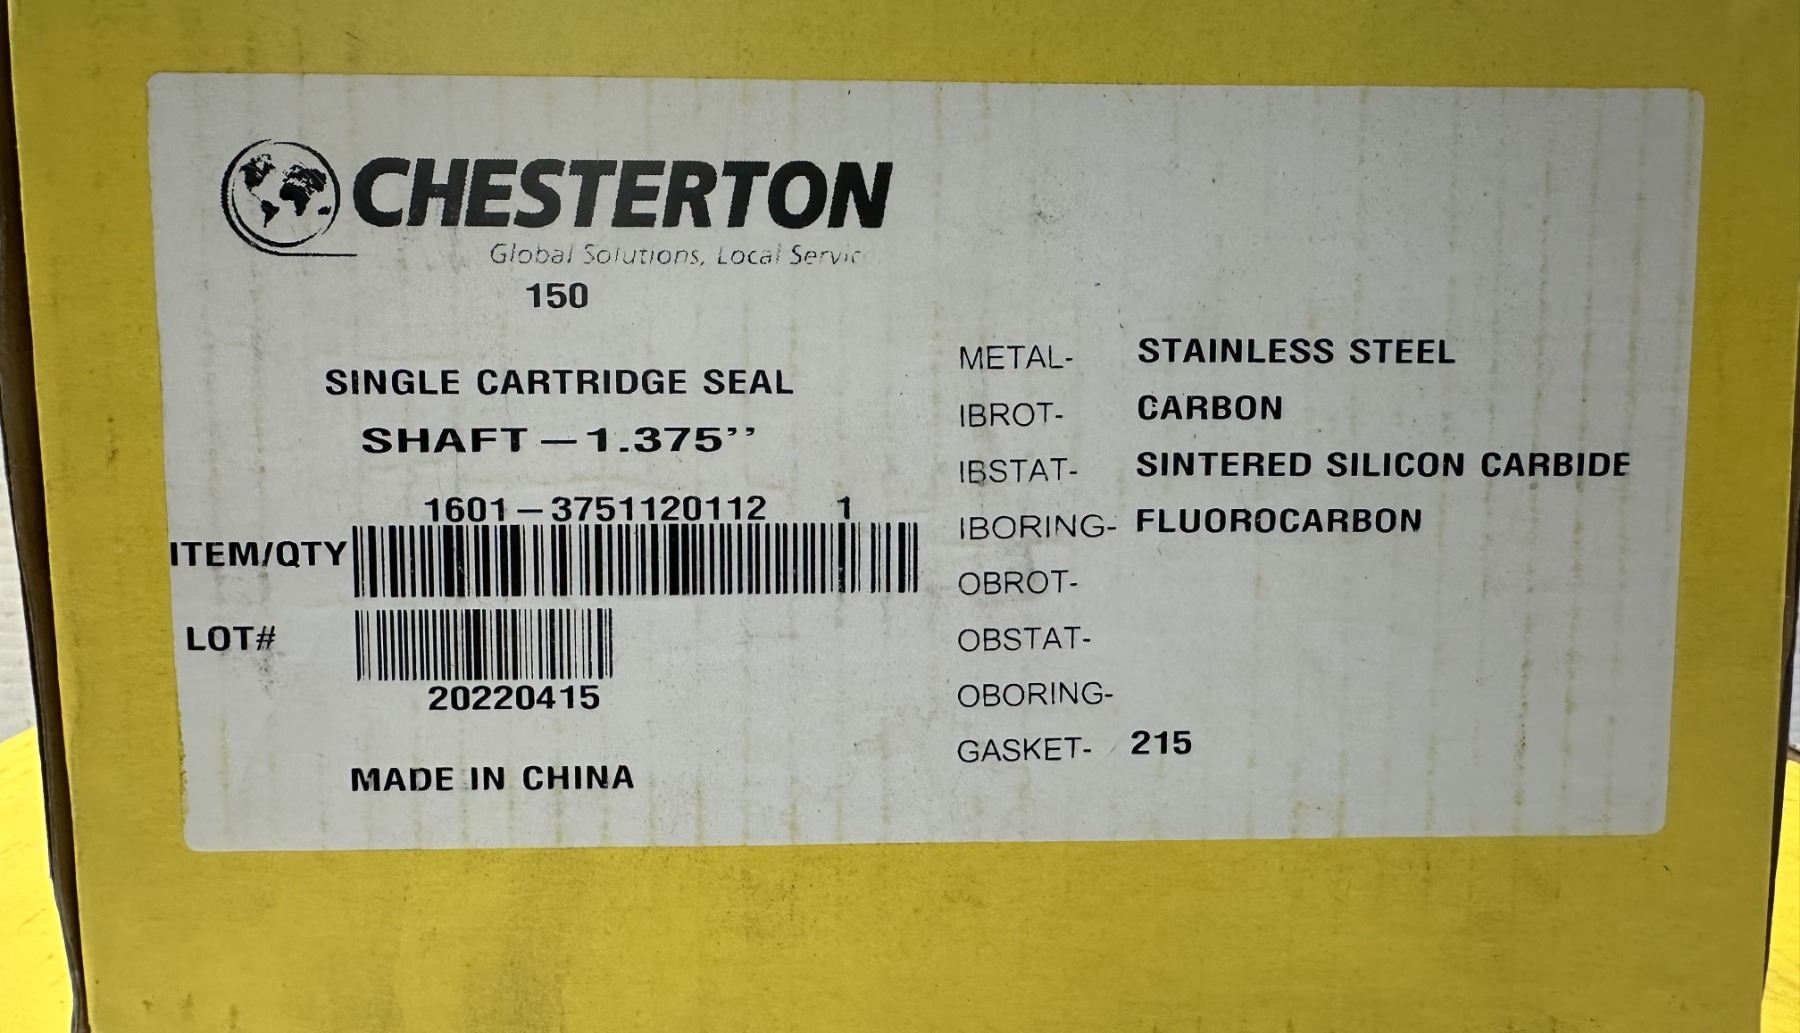 CHESTERTON
Global Solutions, Local Servic
150
SINGLE CARTRIDGE SEAL
SHAFT – 1.375’’
1601 – 3751120112 1
ITEM/QTY
LOT#
20220415
MADE IN CHINA
METAL- STAINLESS STEEL
IBROT- CARBON
IBSTAT- SINTERED SILICON CARBIDE
IBORING- FLUOROCARBON
OBROT-
OBSTAT-
OBORING-
GASKET- 215